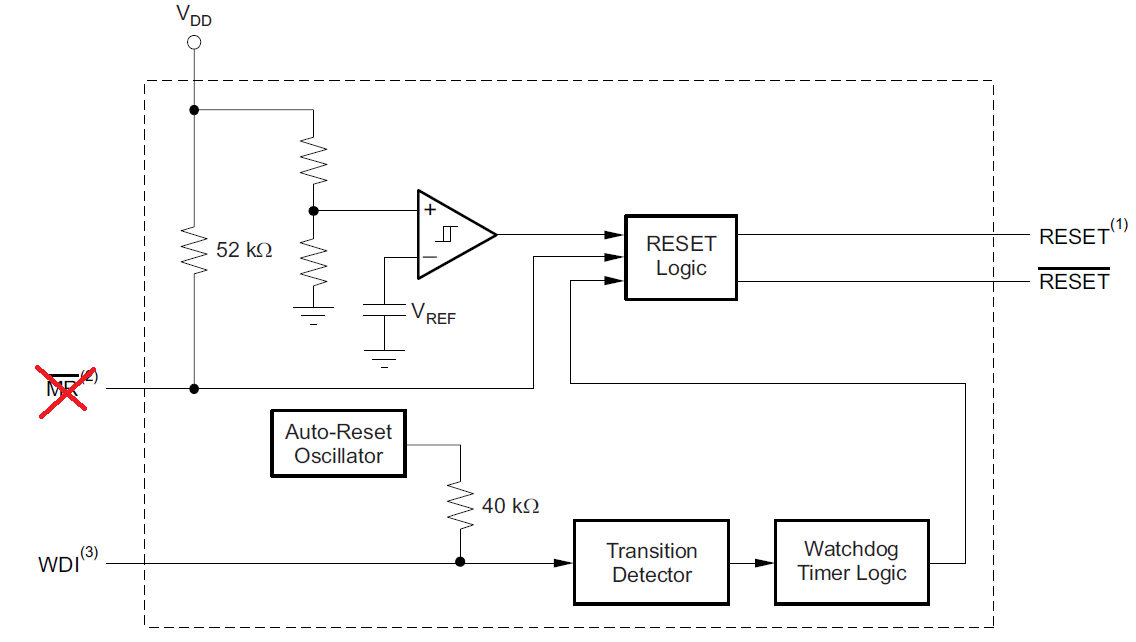 VDD
52 kΩ
+
−
VREF
RESET
Logic
RESET(1)
RESET
MR(2)
Auto-Reset
Oscillator
40 kΩ
WDI(3)
Transition
Detector
Watchdog
Timer Logic